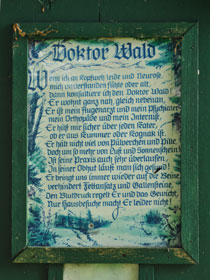 Doktor Wald
Wenn ich an Kopfweh leide und Neurose,
mich unverstanden fühle oder alt,
dann konsultiere ich den Doktor Wald!
Er wohnt ganz nah, gleich nebenan,
Er ist mein Augenarzt und mein Psychiater
mein Orthopäde und mein Internist.
Er hilft mir sicher über jeden Kater,
ob er aus Kummer oder Kognak ist.
Er hält nicht viel von Pülverchen und Pille
doch um so mehr von Luft und Sonnenschein!
Ist seine Praxis auch sehr überlaufen
In seiner Obhut läuft man sich gesund!
Er bringt uns immer wieder auf die Beine
verhindert Fettansatz und Gallensteine.
Den Blutdruck regelt Er und das Gewicht,
Nur Hausbesuche macht Er leider nicht